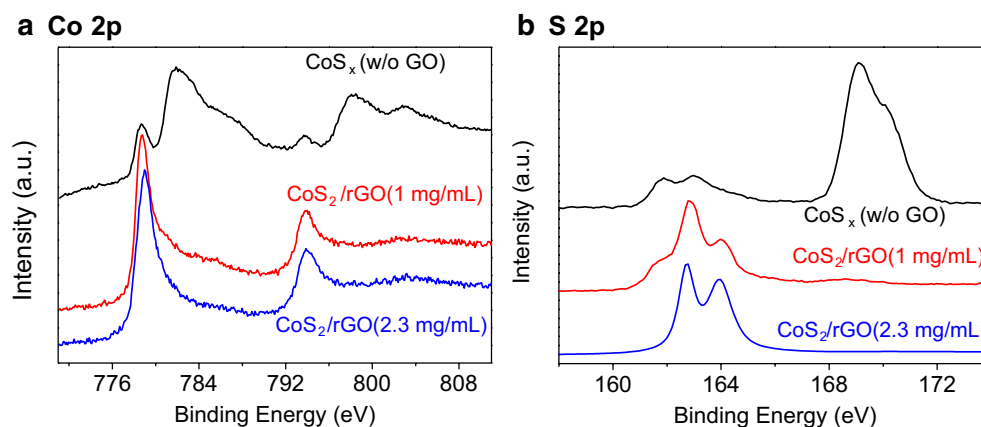 a Co 2p
CoSₓ (w/o GO)
CoS₂/rGO(1 mg/mL)
CoS₂/rGO(2.3 mg/mL)
Intensity (a.u.)
776 784 794 800 808
Binding Energy (eV)
b S 2p
CoSₓ (w/o GO)
CoS₂/rGO(1 mg/mL)
CoS₂/rGO(2.3 mg/mL
Intensity (a.u.)
160 164 169 172
Binding Energy (eV)